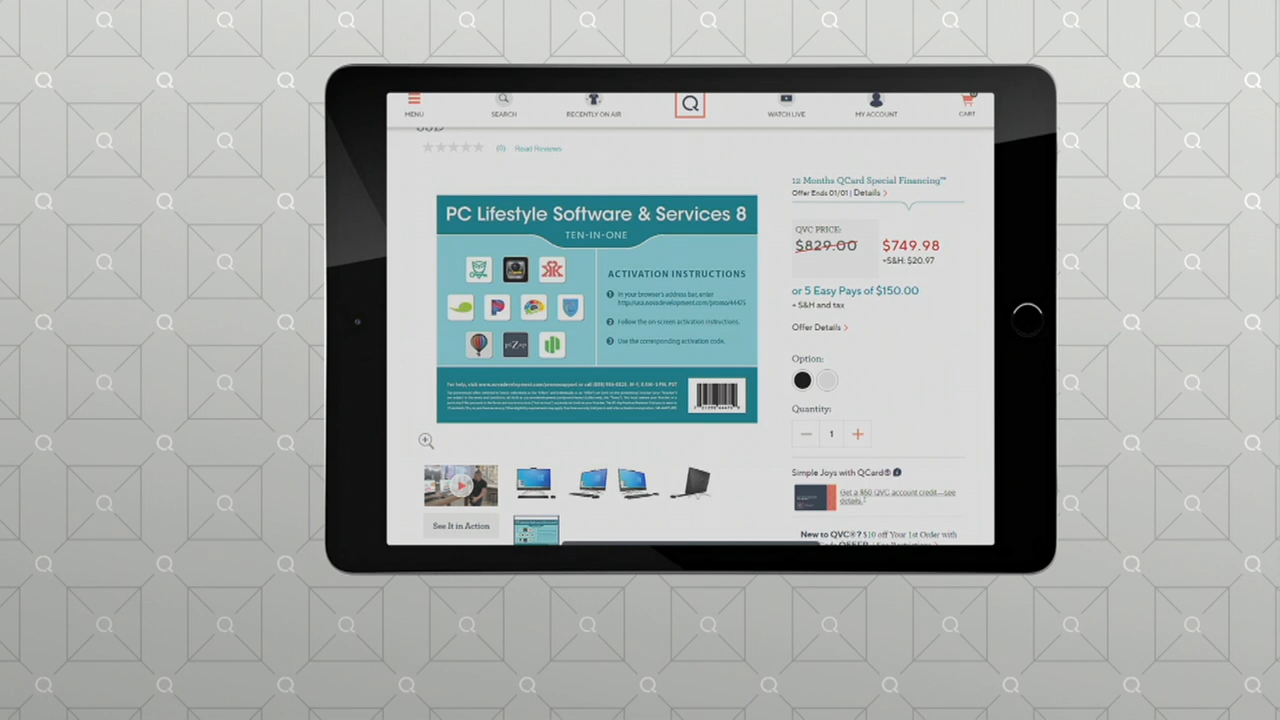 MENU
SEARCH
RECENTLY ON AIR
Q
WATCH LIVE
MY ACCOUNT
CART
(0) Read Reviews
12 Months QCard Special Financing™
Offer Ends 01/01 | Details >
QVC PRICE:
$829.00 $749.98
+S&H: $20.97
or 5 Easy Pays of $150.00
+ S&H and tax
Offer Details >
Option:
Quantity:
1
Simple Joys with QCard®
Get a $60 QVC account credit—see
details.
New to QVC®? $10 off Your 1st Order with
PC Lifestyle Software & Services 8
TEN-IN-ONE
ACTIVATION INSTRUCTIONS
1 In your browser's address bar, enter
2 Follow the on-screen activation instructions.
3 Use the corresponding activation code.
See It in Action